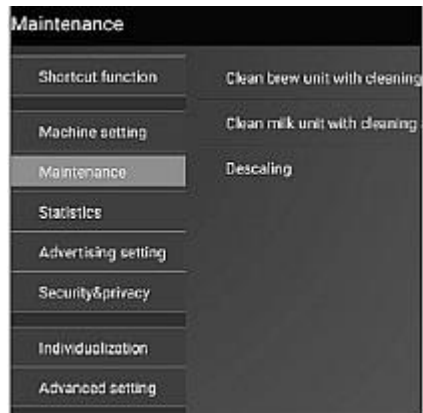 Maintenance
Shortcut function
Machine setting
Maintenance
Statistics
Advertising setting
Security&privacy
Individualization
Advanced setting
Clean brew unit with cleaning
Clean milk unit with cleaning
Descaling